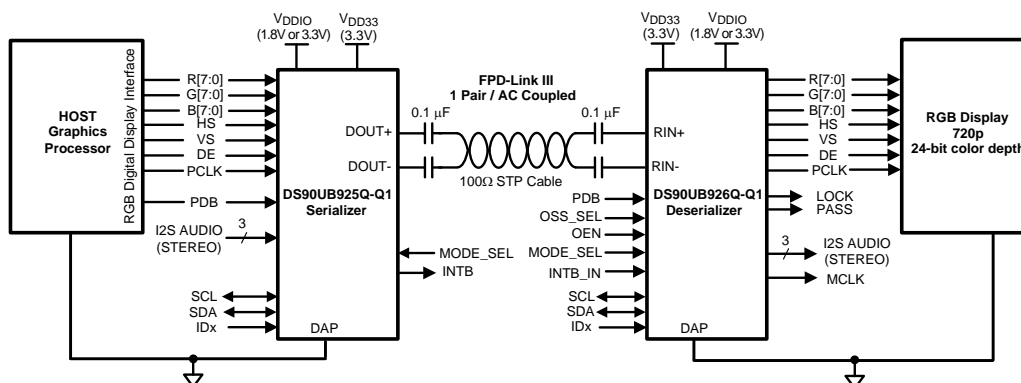 VDDIO
(1.8V or 3.3V)
VDD33
(3.3V)
VDD33
(3.3V)
VDDIO
(1.8V or 3.3V)
HOST
Graphics
Processor
RGB Digital Display Interface
R[7:0]
G[7:0]
B[7:0]
HS
VS
DE
PCLK
PDB
I2S AUDIO
(STEREO)
3
SCL
SDA
IDx
DOUT+
DOUT-
DS90UB925Q-Q1
Serializer
DAP
MODE_SEL
INTB
FPD-Link III
1 Pair / AC Coupled
0.1 μF
0.1 μF
100Ω STP Cable
PDB
OSS_SEL
OEN
MODE_SEL
INTB_IN
SCL
SDA
IDx
RIN+
RIN-
DS90UB926Q-Q1
Deserializer
DAP
R[7:0]
G[7:0]
B[7:0]
HS
VS
DE
PCLK
LOCK
PASS
3
I2S AUDIO
(STEREO)
MCLK
RGB Display
720p
24-bit color depth